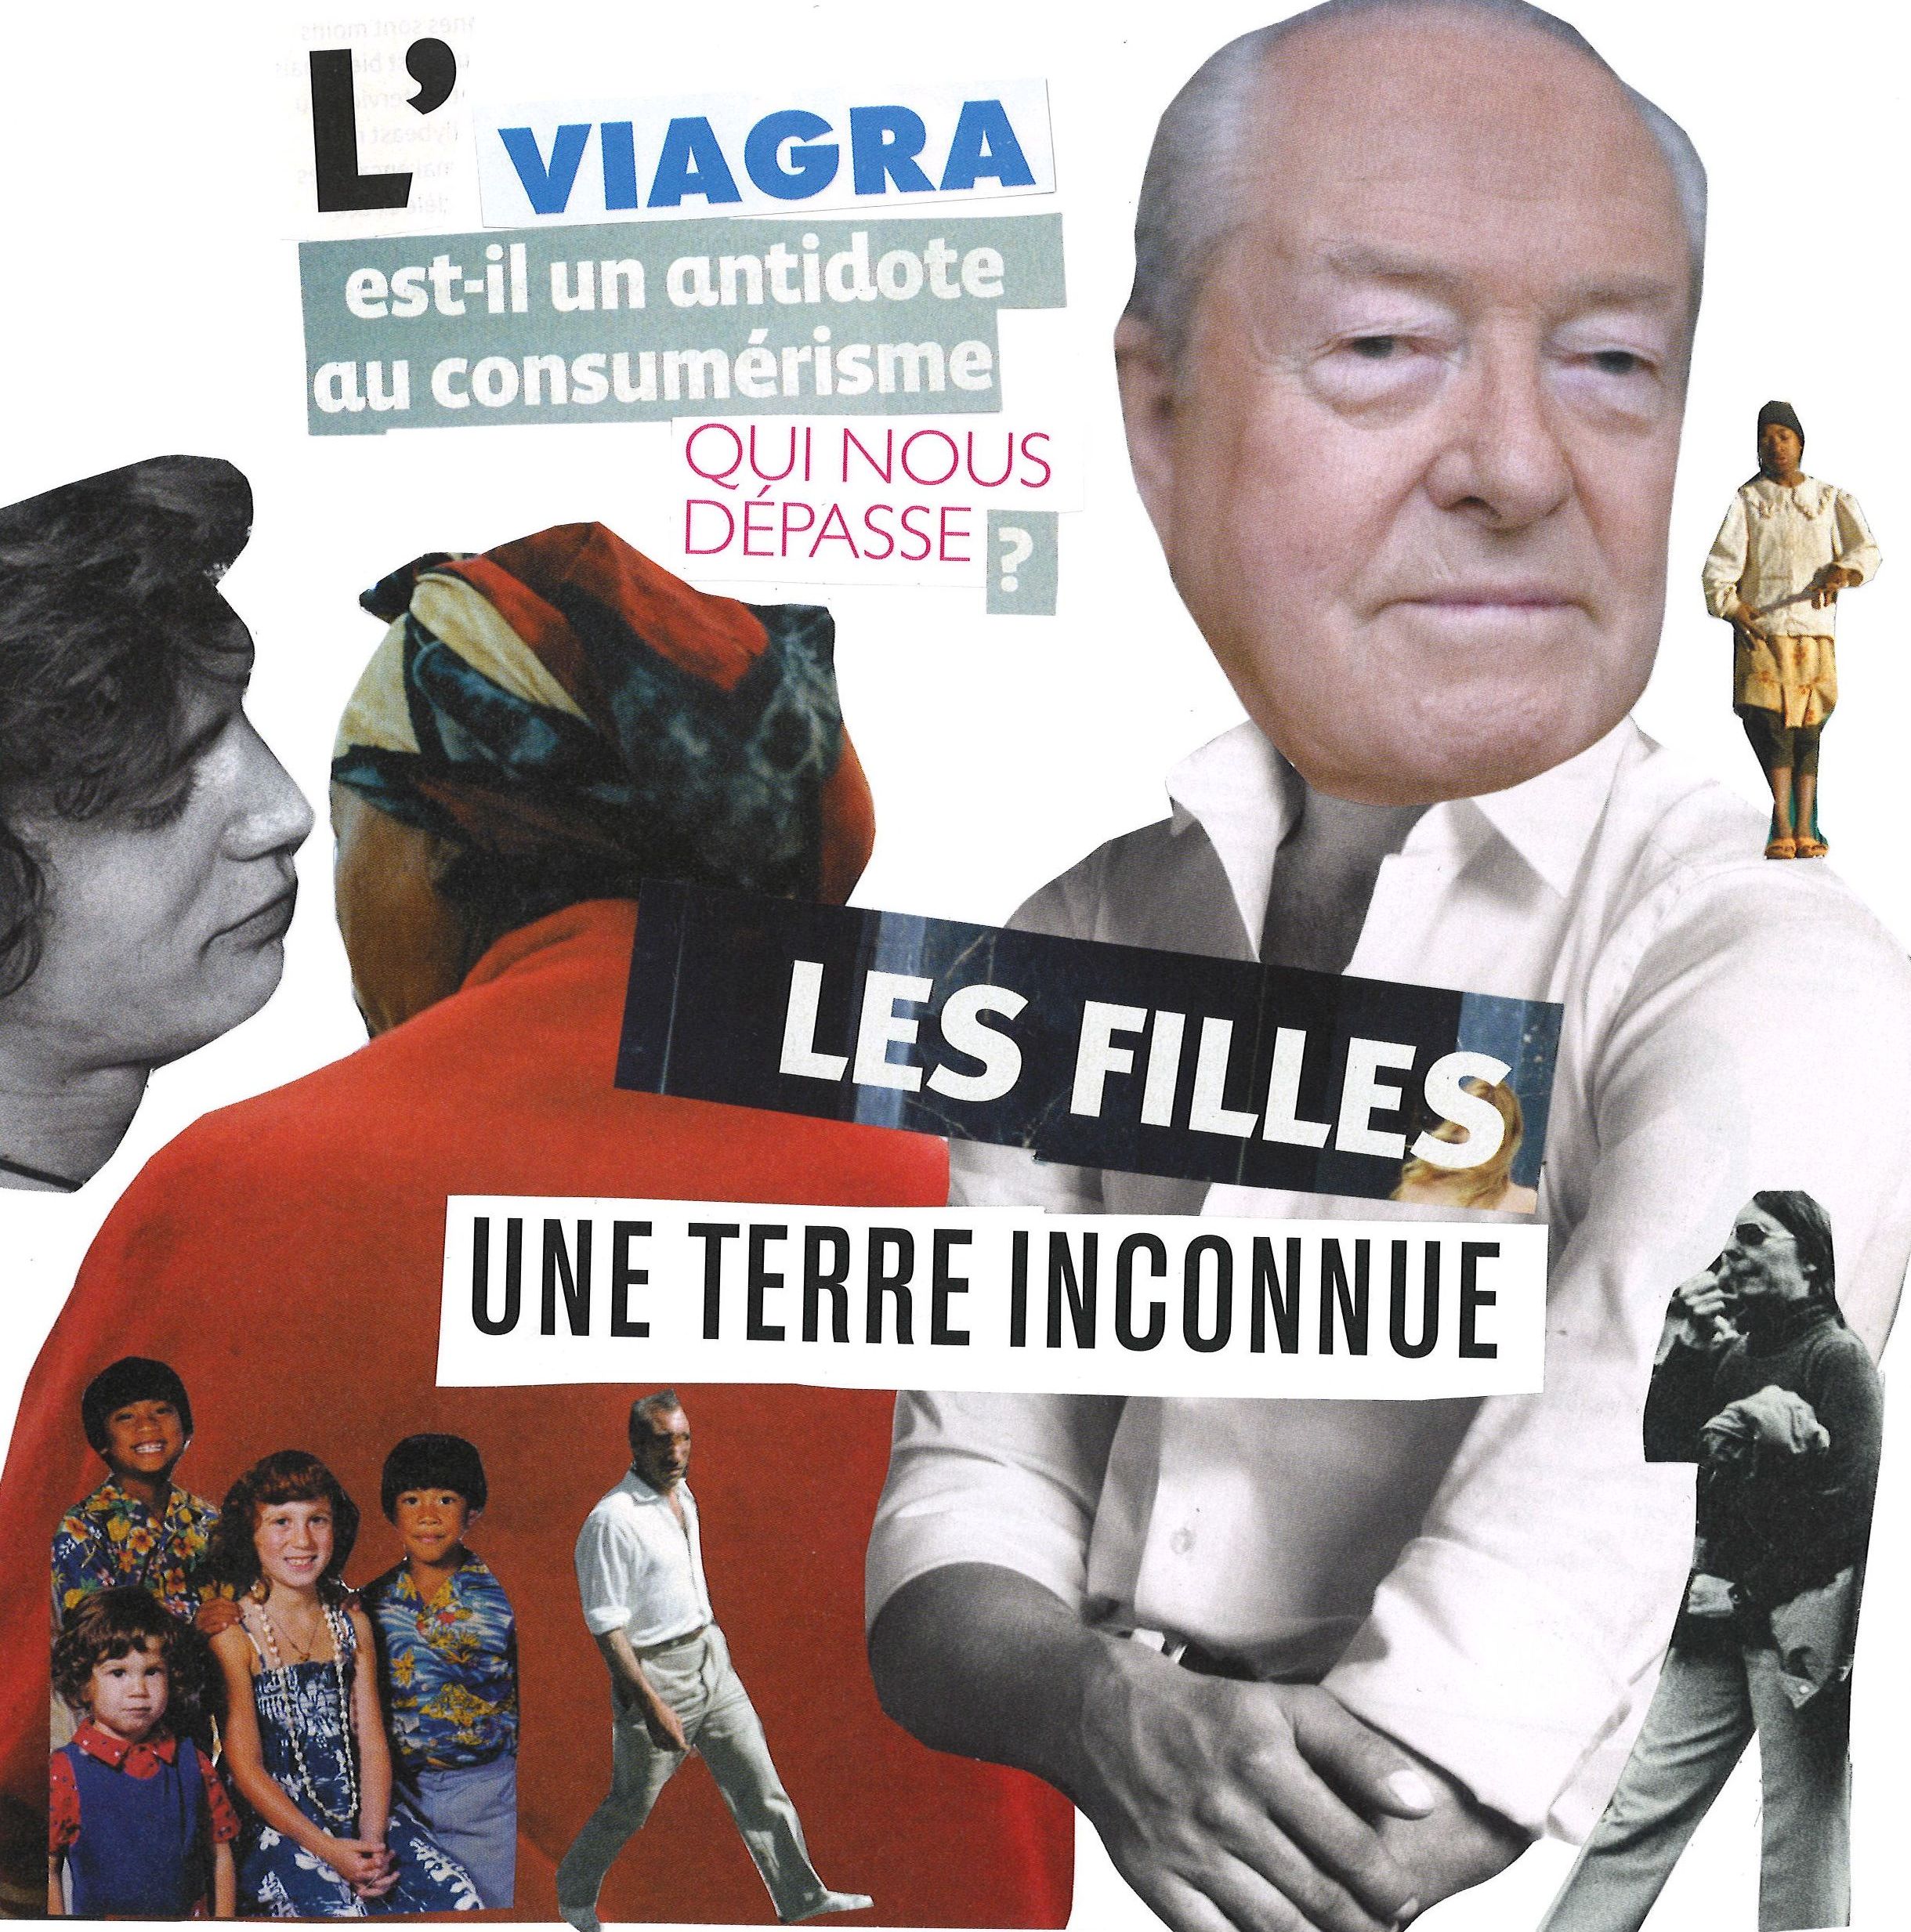 L' VIAGRA
est-il un antidote
au consumérisme
QUI NOUS
DÉPASSE ?
LES FILLES
UNE TERRE INCONNUE